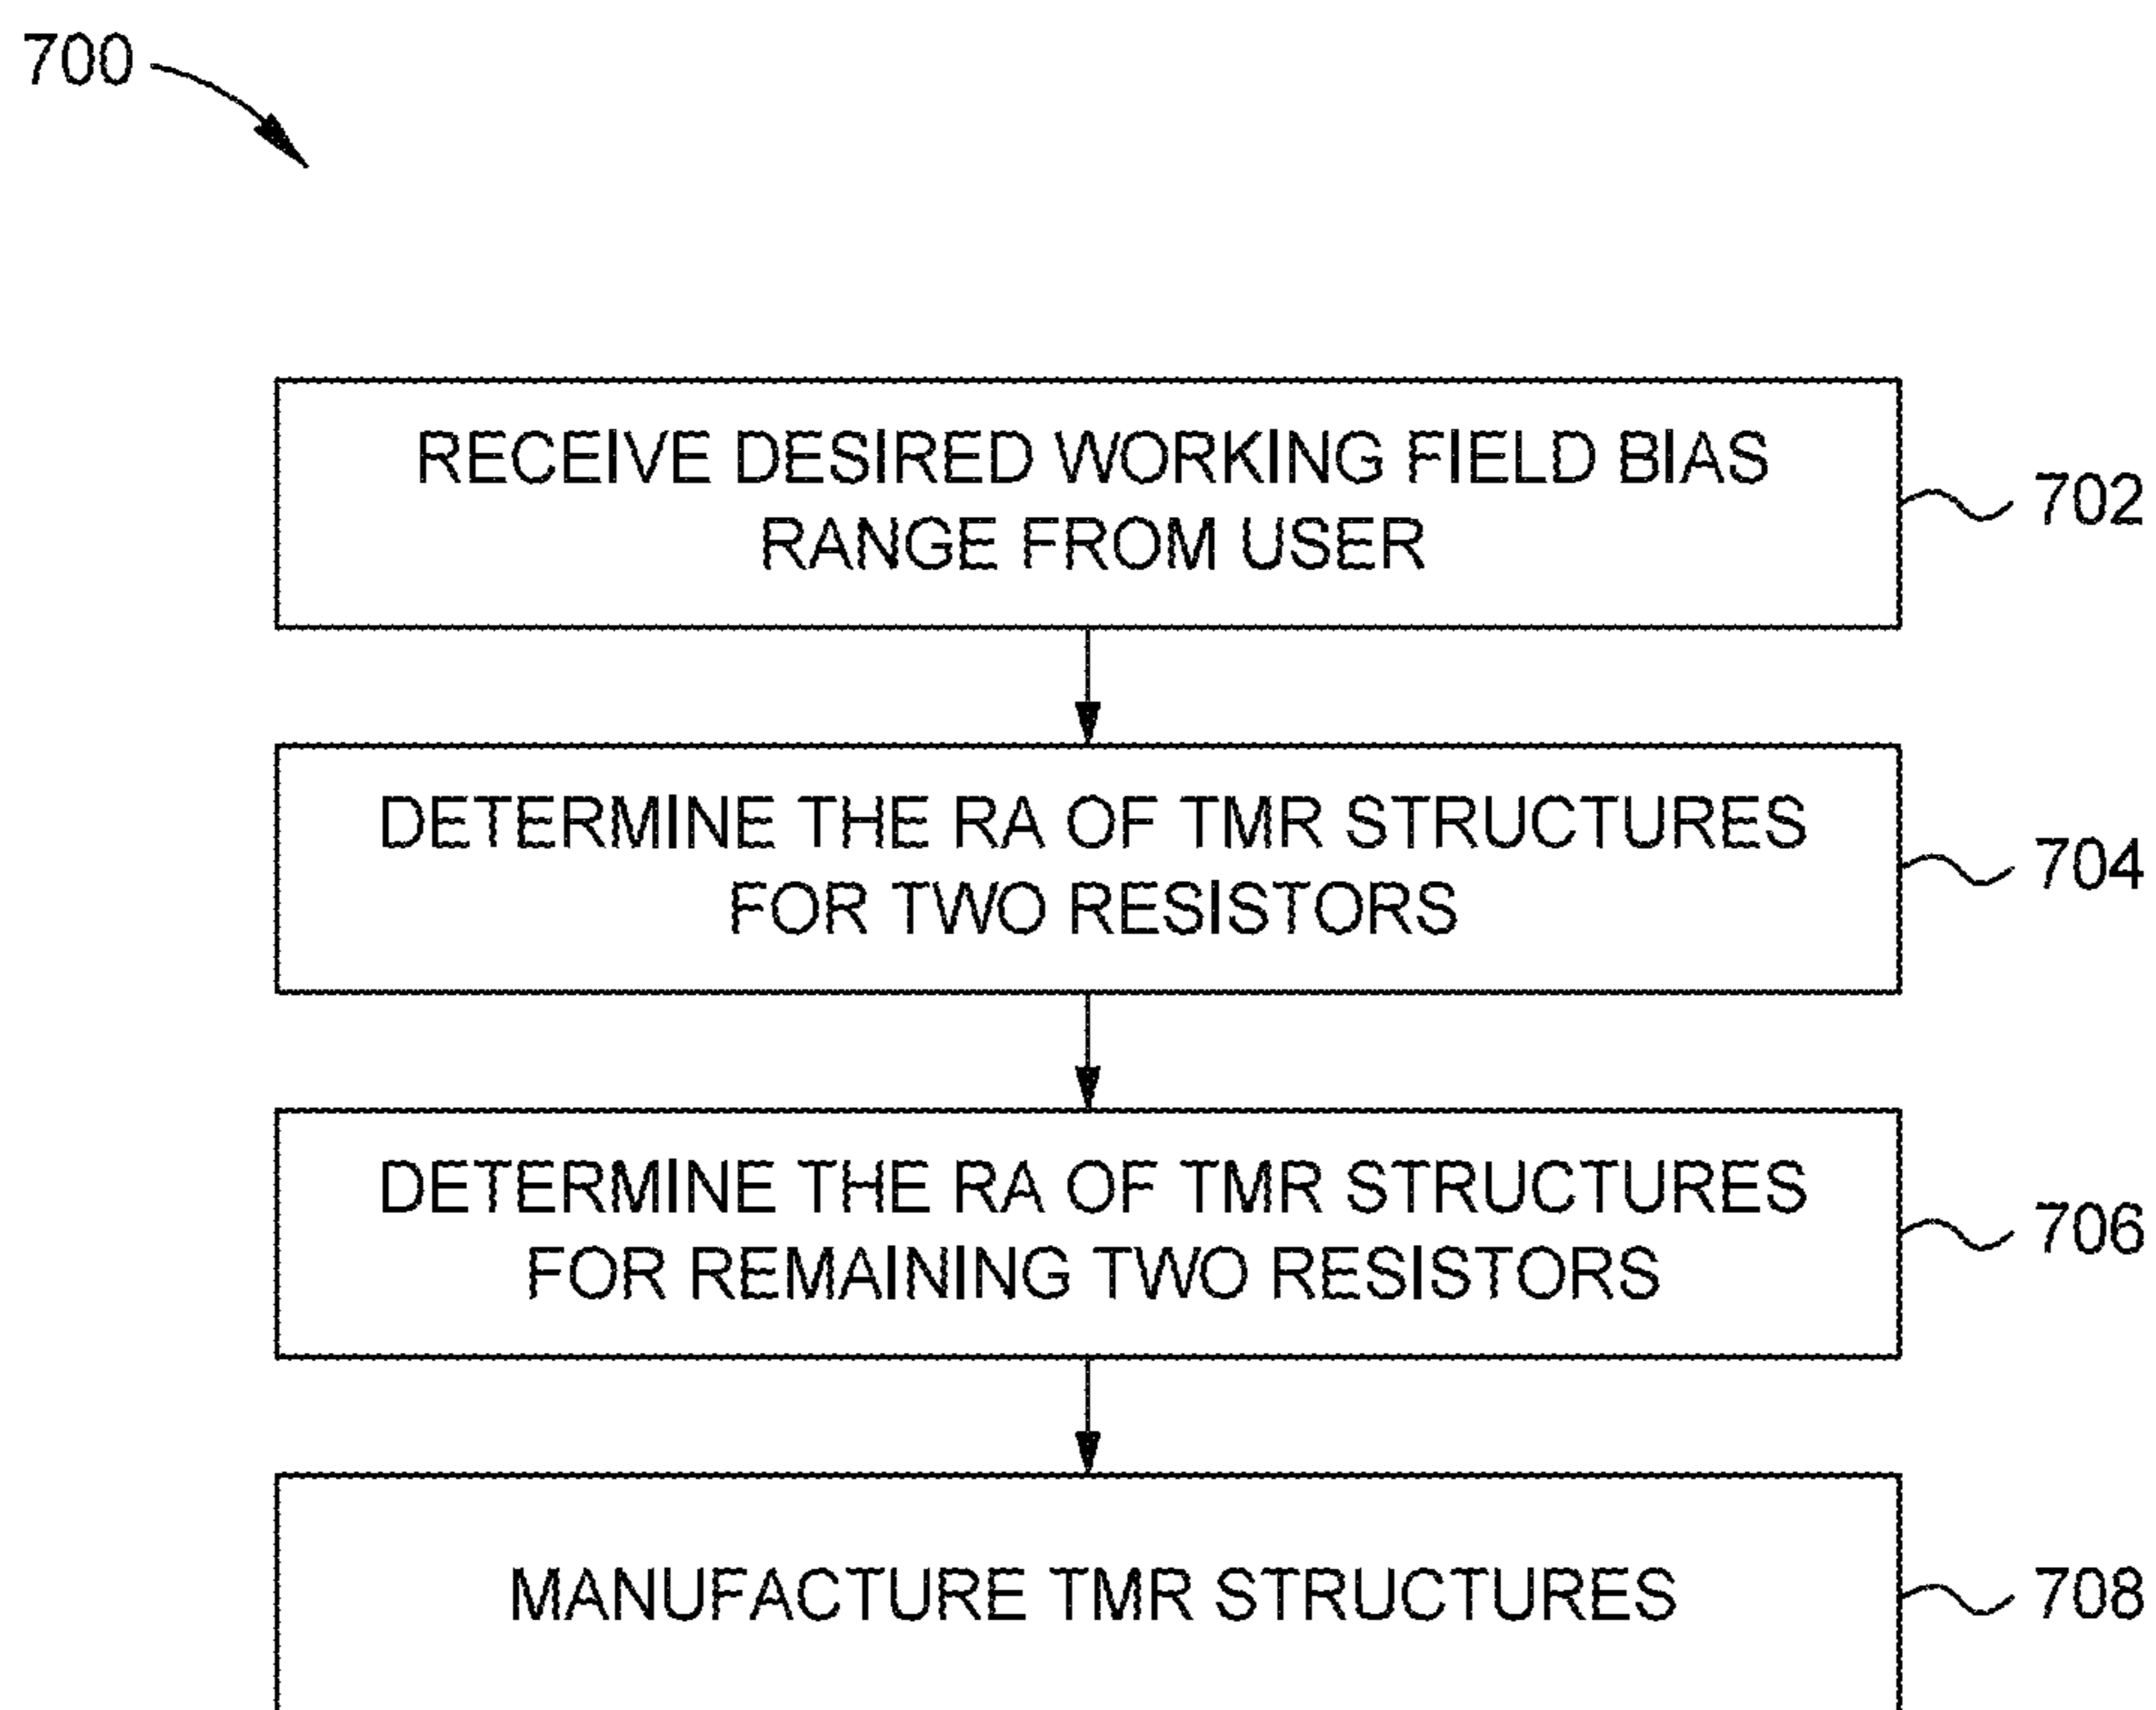 700
RECEIVE DESIRED WORKING FIELD BIAS
RANGE FROM USER
702
DETERMINE THE RA OF TMR STRUCTURES
FOR TWO RESISTORS
704
DETERMINE THE RA OF TMR STRUCTURES
FOR REMAINING TWO RESISTORS
706
MANUFACTURE TMR STRUCTURES
708